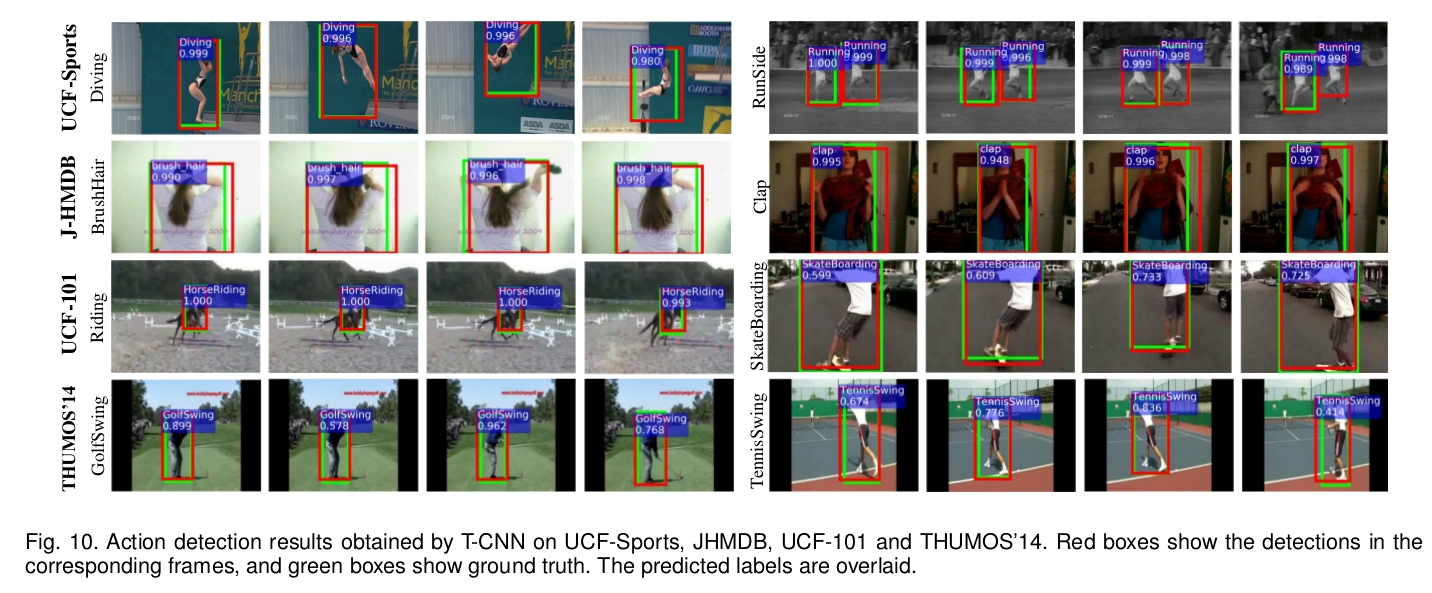 UCF-Sports
Diving
Diving
0.999
Diving
0.996
Diving
0.996
Diving
0.980
BUPA
ASDA ASDA
RunSide
Running
1.000
Running
0.999
Running
0.999
Running
0.996
Running
0.999
Running
0.998
Running
0.989
Running
0.998
J-HMDB
BrushHair
brush_hair
0.990
brush_hair
0.997
brush_hair
0.996
brush_hair
0.998
Clap
clap
0.995
clap
0.948
clap
0.996
clap
0.997
UCF-101
Riding
HorseRiding
1.000
HorseRiding
1.000
HorseRiding
1.000
HorseRiding
0.993
SkateBoarding
SkateBoarding
0.599
SkateBoarding
0.609
SkateBoarding
0.733
SkateBoarding
0.725
THUMOS'14
GolfSwing
GolfSwing
0.899
GolfSwing
0.578
GolfSwing
0.962
GolfSwing
0.768
TennisSwing
TennisSwing
0.674
TennisSwing
0.776
TennisSwing
0.836
TennisSwing
0.414
Fig. 10. Action detection results obtained by T-CNN on UCF-Sports, JHMDB, UCF-101 and THUMOS'14. Red boxes show the detections in the
corresponding frames, and green boxes show ground truth. The predicted labels are overlaid.